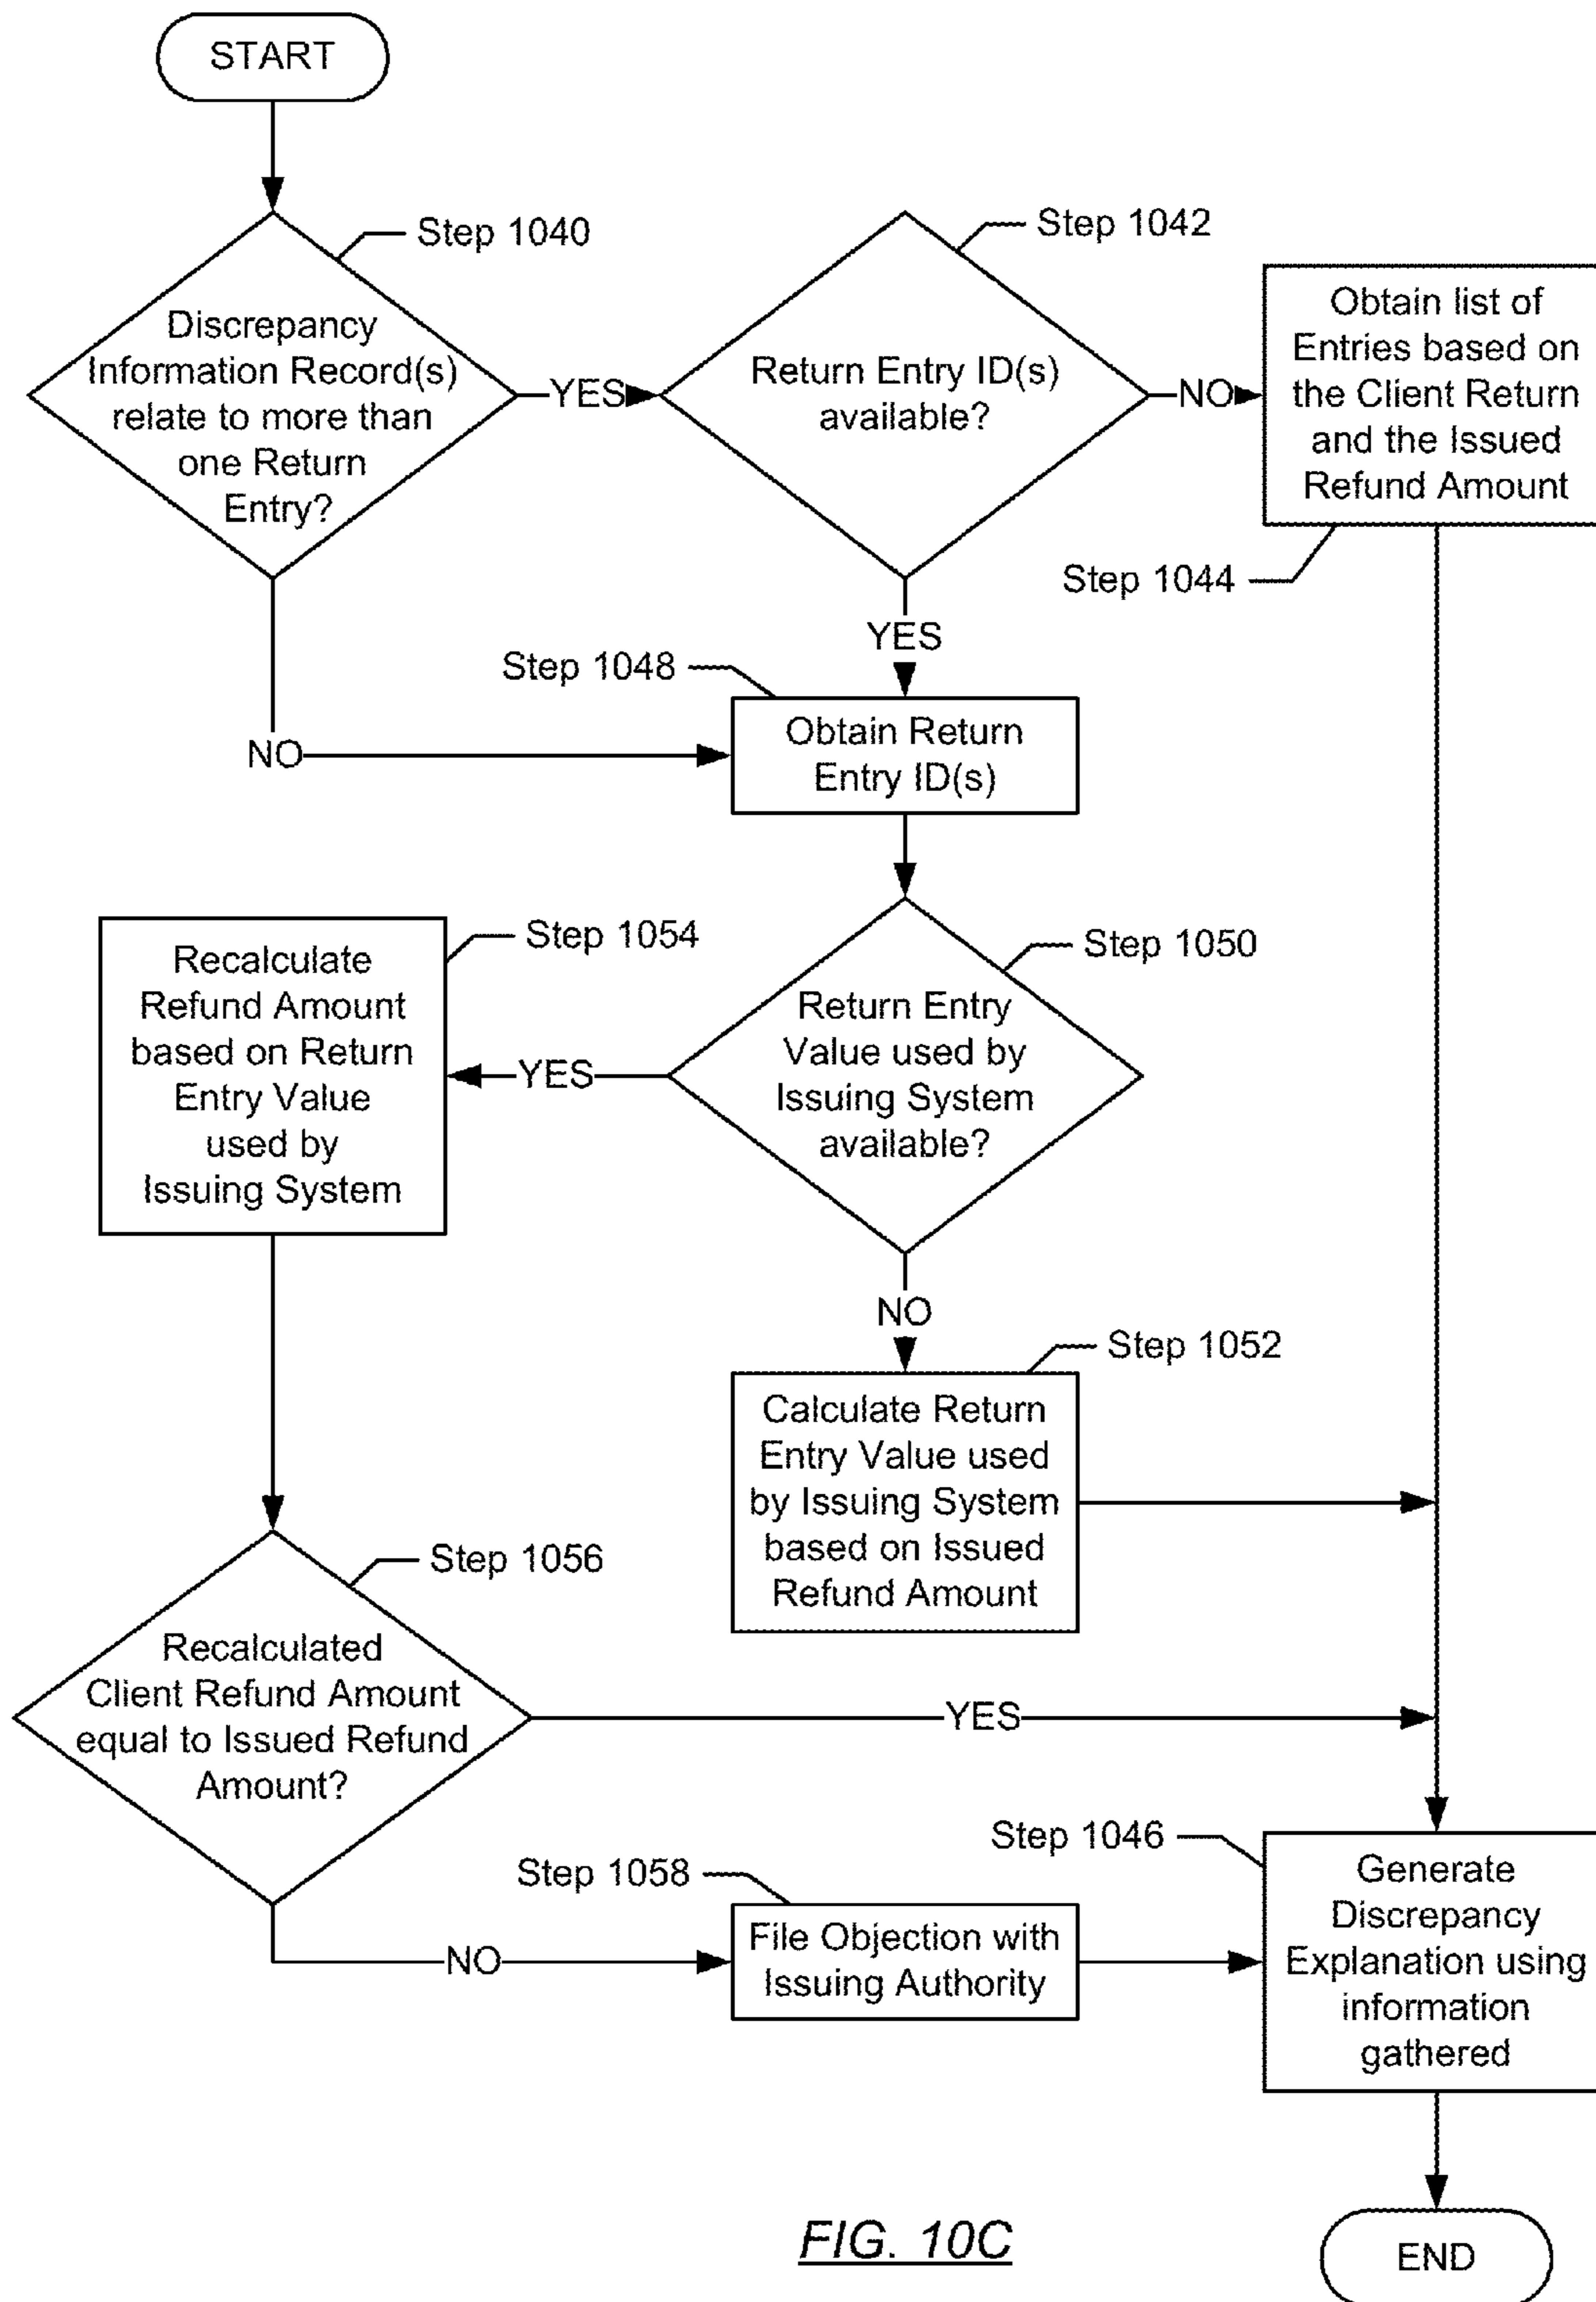 START
Step 1040
Discrepancy
Information Record(s)
relate to more than
one Return
Entry?
YES
Step 1042
Return Entry ID(s)
available?
NO
Obtain list of
Entries based on
the Client Return
and the Issued
Refund Amount
Step 1044
YES
Step 1048
NO
Obtain Return
Entry ID(s)
Step 1054
Recalculate
Refund Amount
based on Return
Entry Value
used by
Issuing System
YES
Step 1050
Return Entry
Value used by
Issuing System
available?
NO
Step 1052
Calculate Return
Entry Value used
by Issuing System
based on Issued
Refund Amount
Step 1056
Recalculated
Client Refund Amount
equal to Issued Refund
Amount?
YES
NO
Step 1058
File Objection with
Issuing Authority
Step 1046
Generate
Discrepancy
Explanation using
information
gathered
FIG. 10C
END